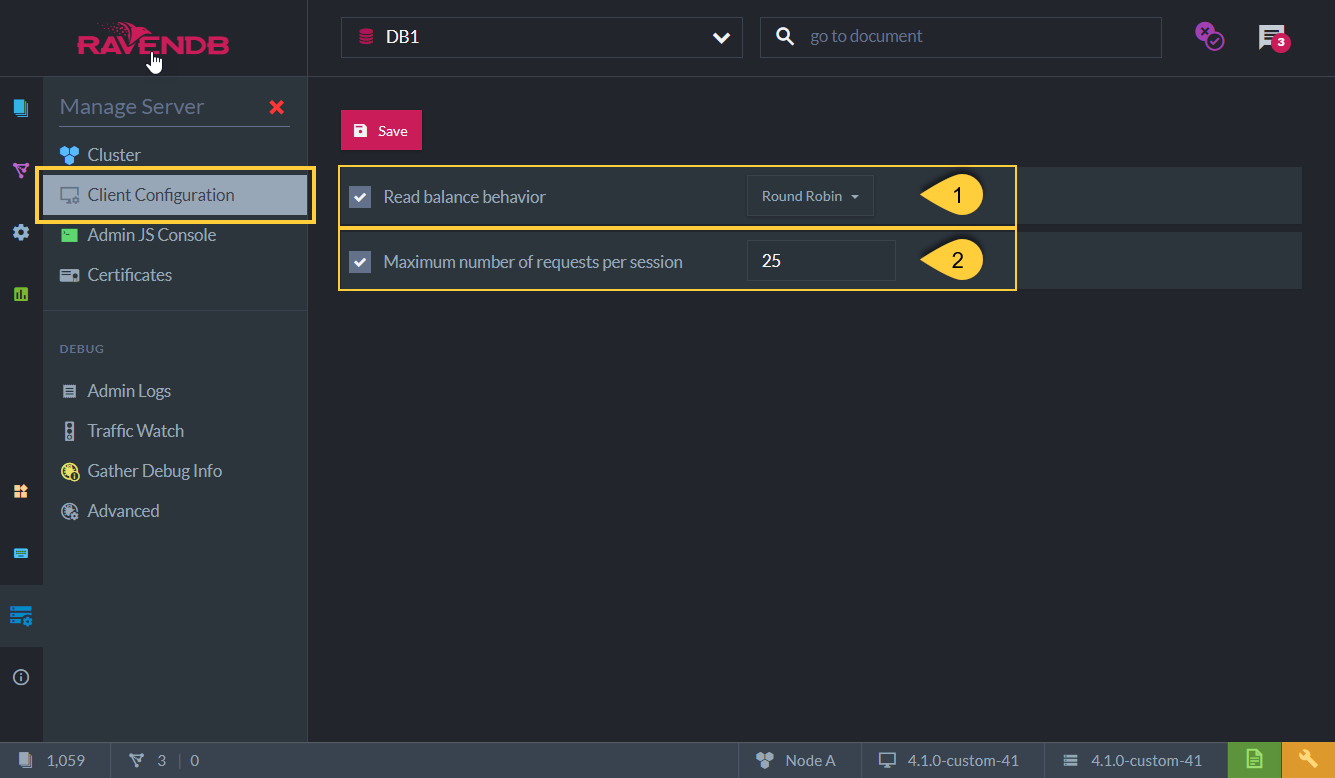 RAVENDB
DB1
go to document
3
Manage Server
Cluster
Client Configuration
Admin JS Console
Certificates
DEBUG
Admin Logs
Traffic Watch
Gather Debug Info
Advanced
Save
Read balance behavior
Round Robin
1
Maximum number of requests per session
25
2
1,059
3 | 0
Node A
4.1.0-custom-41
4.1.0-custom-41